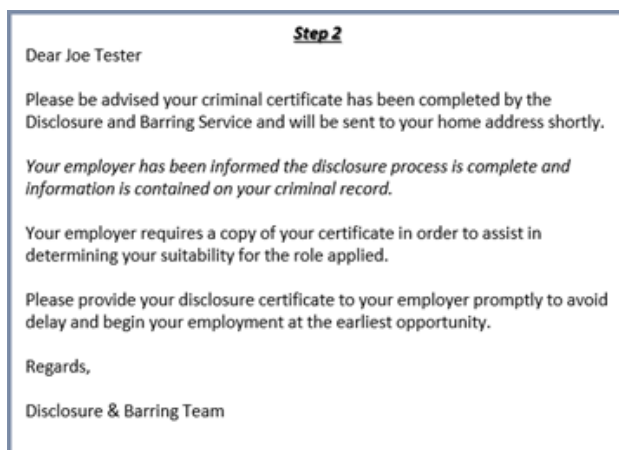 Step 2
Dear Joe Tester
Please be advised your criminal certificate has been completed by the
Disclosure and Barring Service and will be sent to your home address shortly.
Your employer has been informed the disclosure process is complete and
information is contained on your criminal record.
Your employer requires a copy of your certificate in order to assist in
determining your suitability for the role applied.
Please provide your disclosure certificate to your employer promptly to avoid
delay and begin your employment at the earliest opportunity.
Regards,
Disclosure & Barring Team